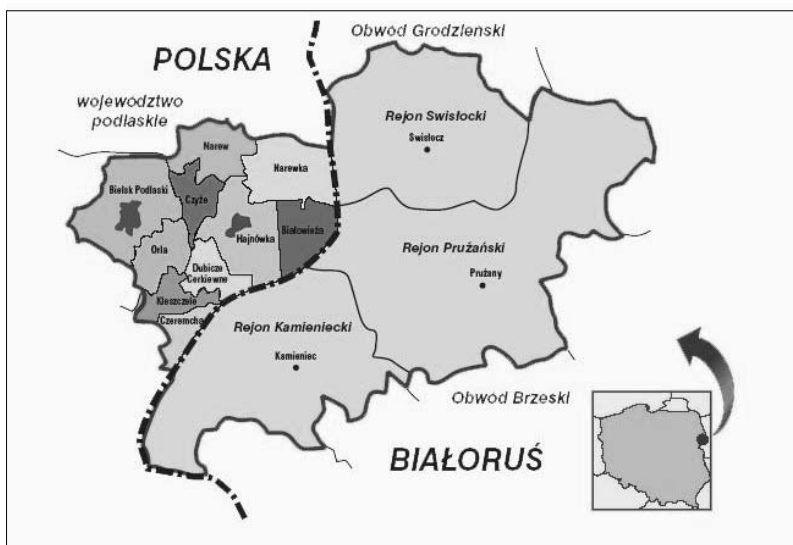 Obwód Grodzieński
POLSKA
województwo
podlaskie
Rejon Swisłocki
Swisłocz
Narew
Narewka
Bielsk Podlaski
Czyże
Hajnówka
Białowieża
Orla
Dubicze
Cerkiewne
Rejon Prużański
Prużany
Kleszczele
Czeremcha
Rejon Kamieniecki
Kamieniec
Obwód Brzeski
BIAŁORUŚ